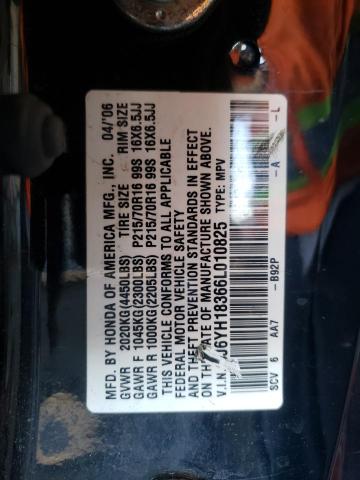 MFD. BY HONDA OF AMERICA MFG., INC. 04/'06
GVWR 2020KG(4450LBS) TIRE SIZE RIM SIZE
GAWR F 1045KG(2300LBS) P215/70R16 99S 16X6.5JJ
GAWR R 1000KG(2205LBS) P215/70R16 99S 16X6.5JJ
THIS VEHICLE CONFORMS TO ALL APPLICABLE
FEDERAL MOTOR VEHICLE SAFETY
AND THEFT PREVENTION STANDARDS IN EFFECT
ON THE DATE OF MANUFACTURE SHOWN ABOVE.
V.I.N. J6YH18366L010825 TYPE: MPV
SCV 6 AA7 -B92P -A -L